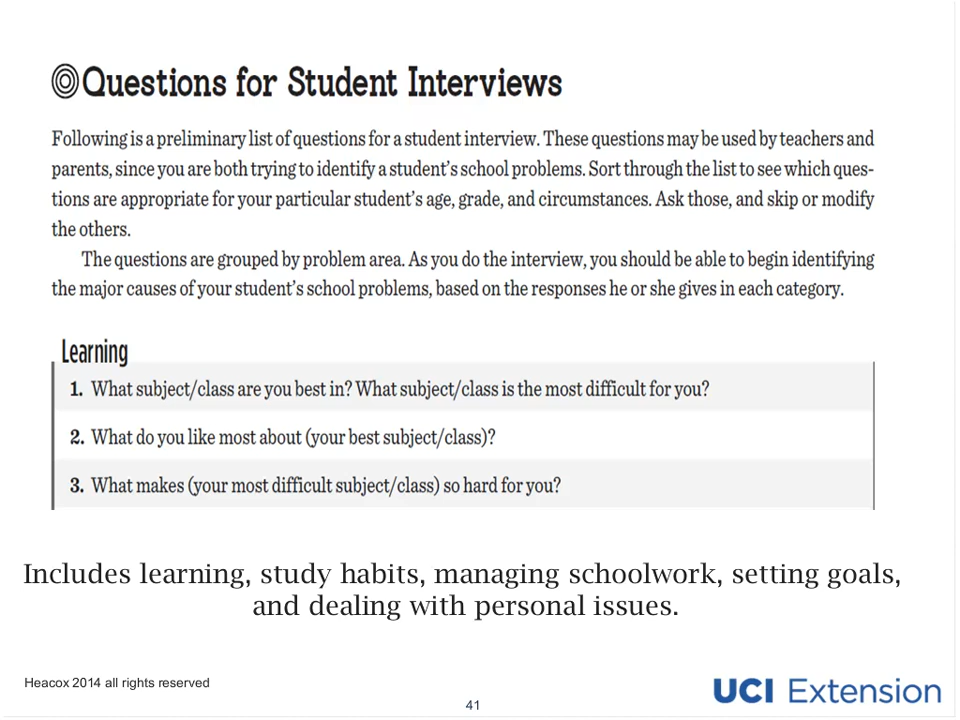 Questions for Student Interviews
Following is a preliminary list of questions for a student interview. These questions may be used by teachers and
parents, since you are both trying to identify a student's school problems. Sort through the list to see which ques-
tions are appropriate for your particular student's age, grade, and circumstances. Ask those, and skip or modify
the others.
The questions are grouped by problem area. As you do the interview, you should be able to begin identifying
the major causes of your student's school problems, based on the responses he or she gives in each category.
Learning
1. What subject/class are you best in? What subject/class is the most difficult for you?
2. What do you like most about (your best subject/class)?
3. What makes (your most difficult subject/class) so hard for you?
Includes learning, study habits, managing schoolwork, setting goals,
and dealing with personal issues.
Heacox 2014 all rights reserved
41
UCI Extension